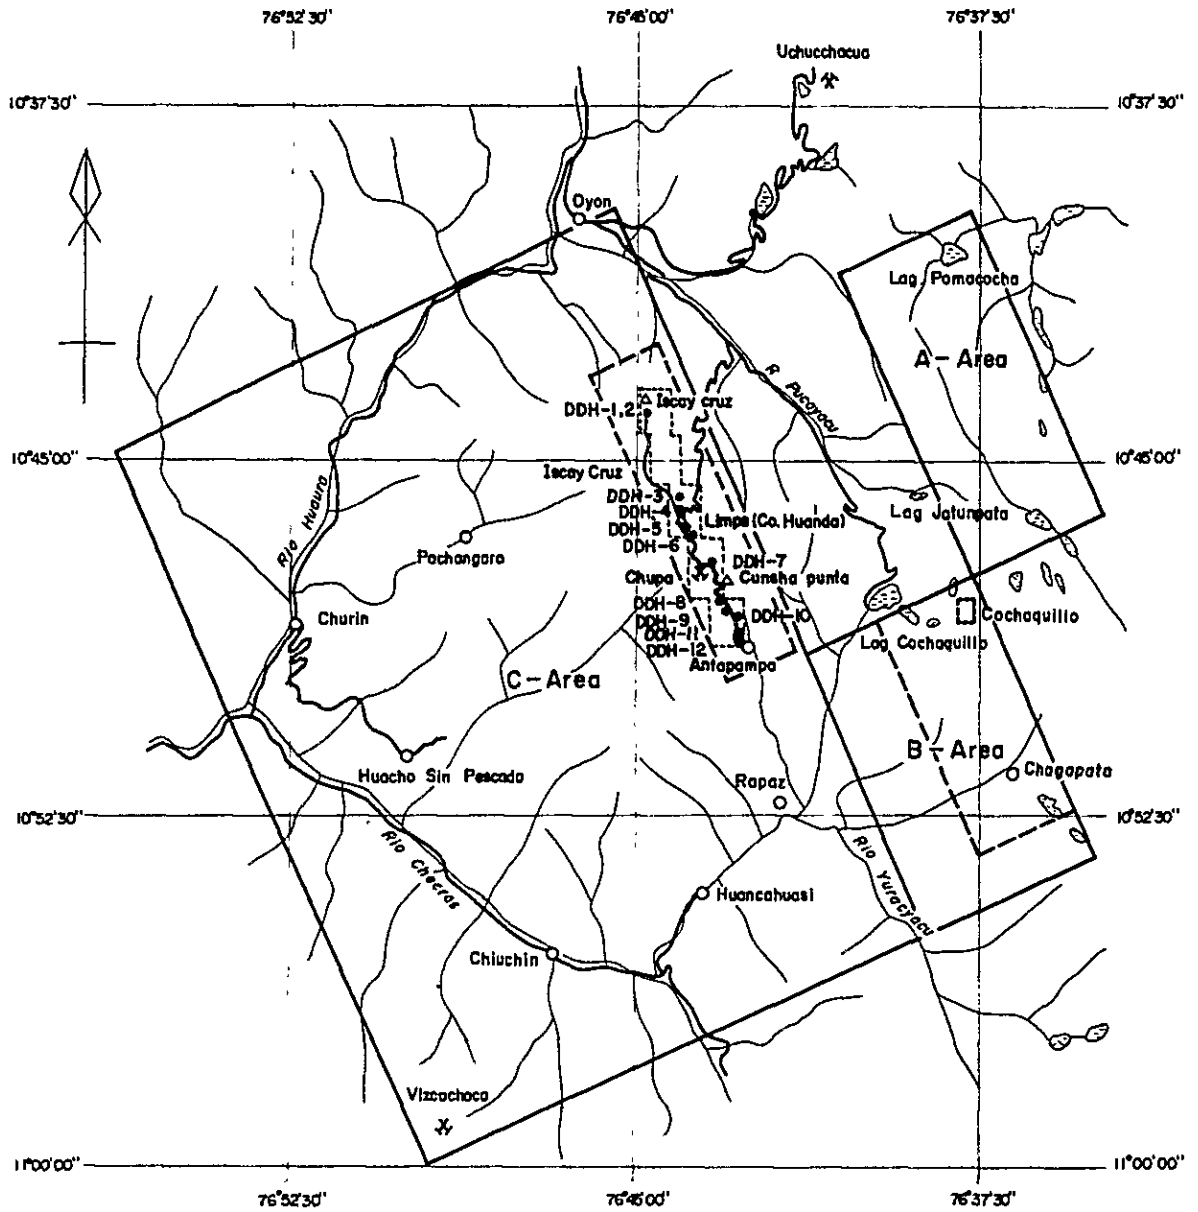 76°52'30"
76°45'00"
76°37'30"
Uchucchacua
10°37'30"
10°37'30"
Oyon
Lag. Pomacocha
A-Area
R. Pucayacu
Iscay cruz
DDH-1,2
10°45'00"
10°45'00"
Iscay Cruz
DDH-3
DDH-4
DDH-5
DDH-6
Limpe (Co. Huanda)
Lag Jatunpata
Rio Huaura
Pachangara
DDH-7
Chupa
Cunsha punta
DDH-8
DDH-9
DDH-10
DDH-11
DDH-12
Antapampa
Churin
Cochaquillo
Lag Cochaquillo
C-Area
B-Area
Huacho Sin Pescado
Rapaz
Chagapata
10°52'30"
10°52'30"
Rio Checras
Rio Yuracyacu
Huancahuasi
Chiuchin
Vizcachaca
11°00'00"
11°00'00"
76°52'30"
76°45'00"
76°37'30"